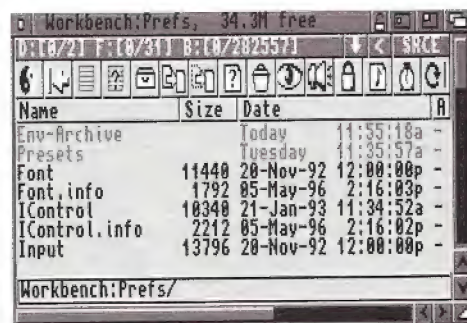 Workbench:Prefs, 34.3M free
D:[0/2] F:[0/31] B:[0/282557] SRCE
Name Size Date A
Env-Archive Today 11:55:18a -
Presets Tuesday 11:35:57a -
Font 11440 20-Nov-92 12:00:00p -
Font.info 1792 05-May-96 2:16:03p -
IControl 10340 21-Jan-93 11:34:52a -
IControl.info 2212 05-May-96 2:16:02p -
Input 13796 20-Nov-92 12:00:00p -
Workbench:Prefs/